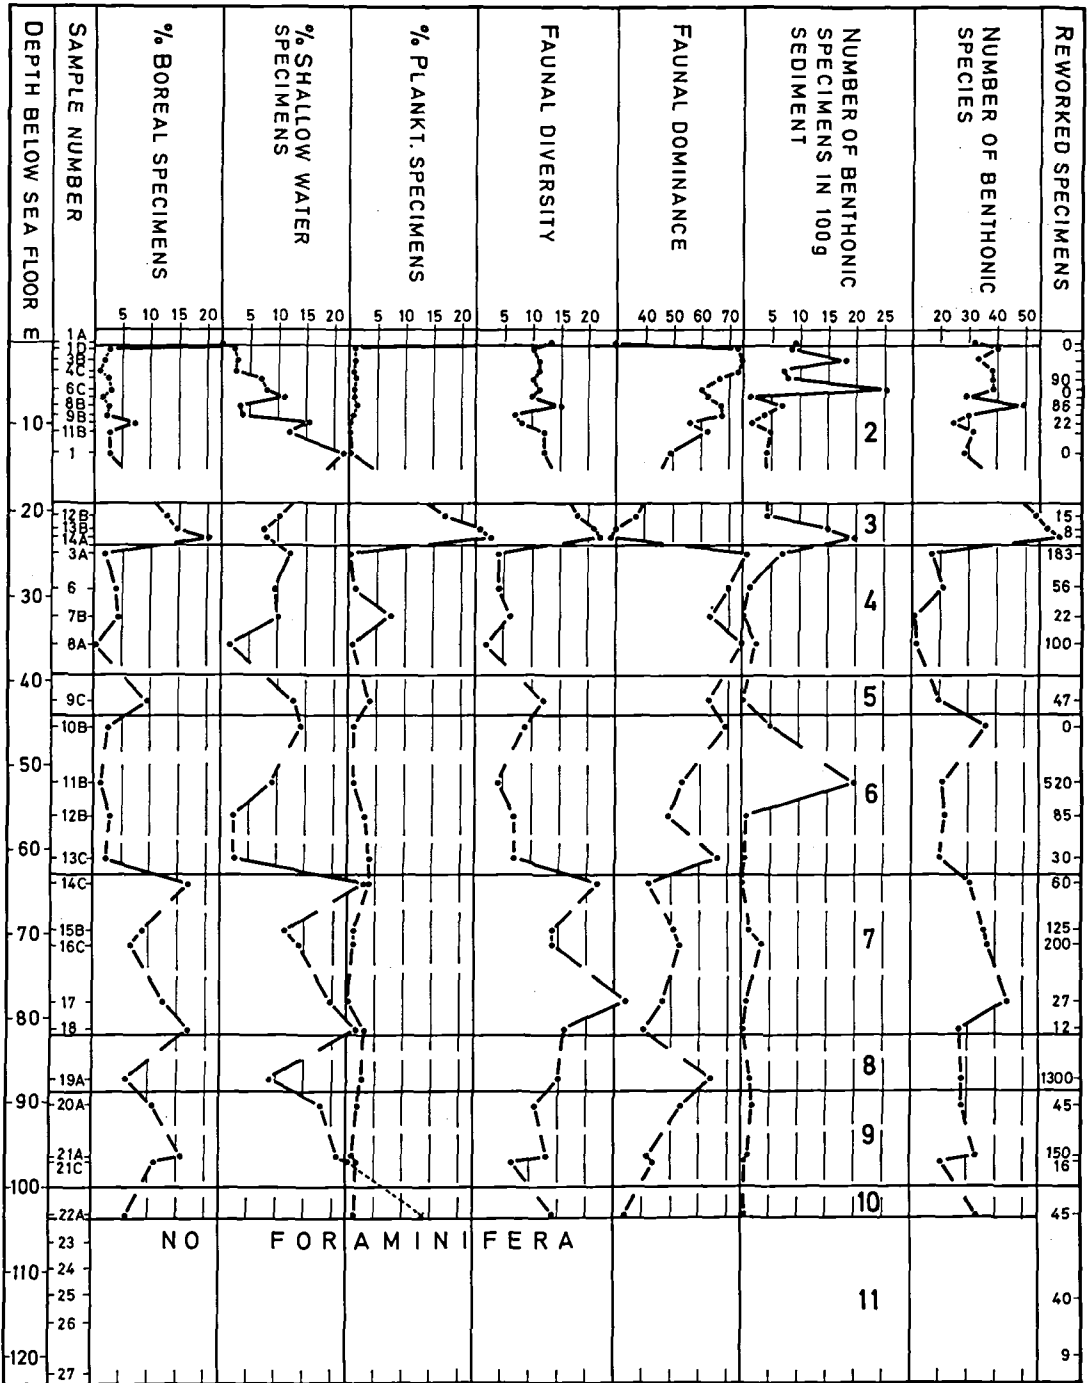 DEPTH BELOW SEA FLOOR m
SAMPLE NUMBER
% BOREAL SPECIMENS
% SHALLOW WATER
SPECIMENS
% PLANKT. SPECIMENS
FAUNAL DIVERSITY
FAUNAL DOMINANCE
NUMBER OF BENTHONIC
SPECIMENS IN 100g
SEDIMENT
NUMBER OF BENTHONIC
SPECIES
REWORKED SPECIMENS
5 10 15 20
5 10 15 20
5 10 15 20
5 10 15 20
40 50 60 70
5 10 15 20 25
20 30 40 50
1A
1D 0
3B
4C
90
6C 0
8B 86
9B
10 22
11B 2
1 0
20
12B 15
13B 3
14A 8
3A 183
30 6 56
4
7B 22
8A 100
40
9C 5 47
10B 0
50
11B 520
6
12B 85
60 13C 30
14C 60
15B 125
70 16C 7 200
17 27
80
18 12
8
19A 1300
90 20A 45
9
21A 150
21C 16
100
10
22A 45
NO FORAMINIFERA
23
110 24
25 40
11
26
120 9
27